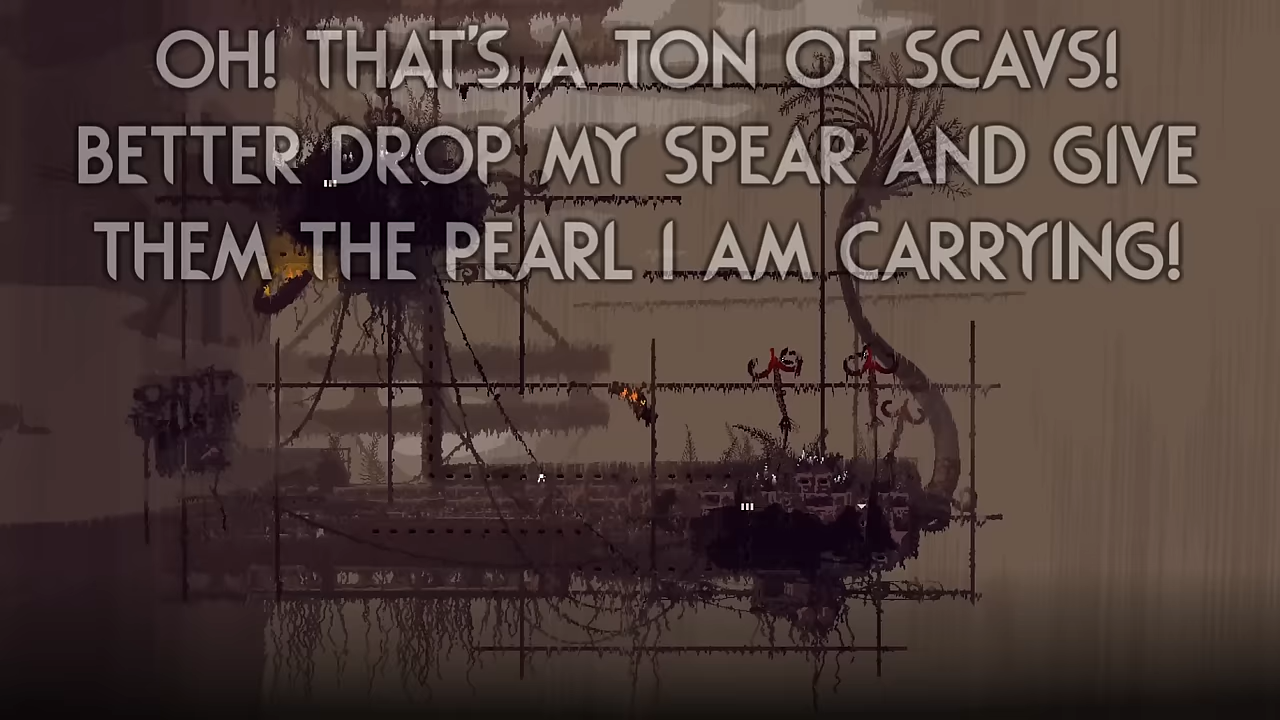 OH! THAT'S A TON OF SCAVS!
BETTER DROP MY SPEAR AND GIVE
THEM THE PEARL I AM CARRYING!